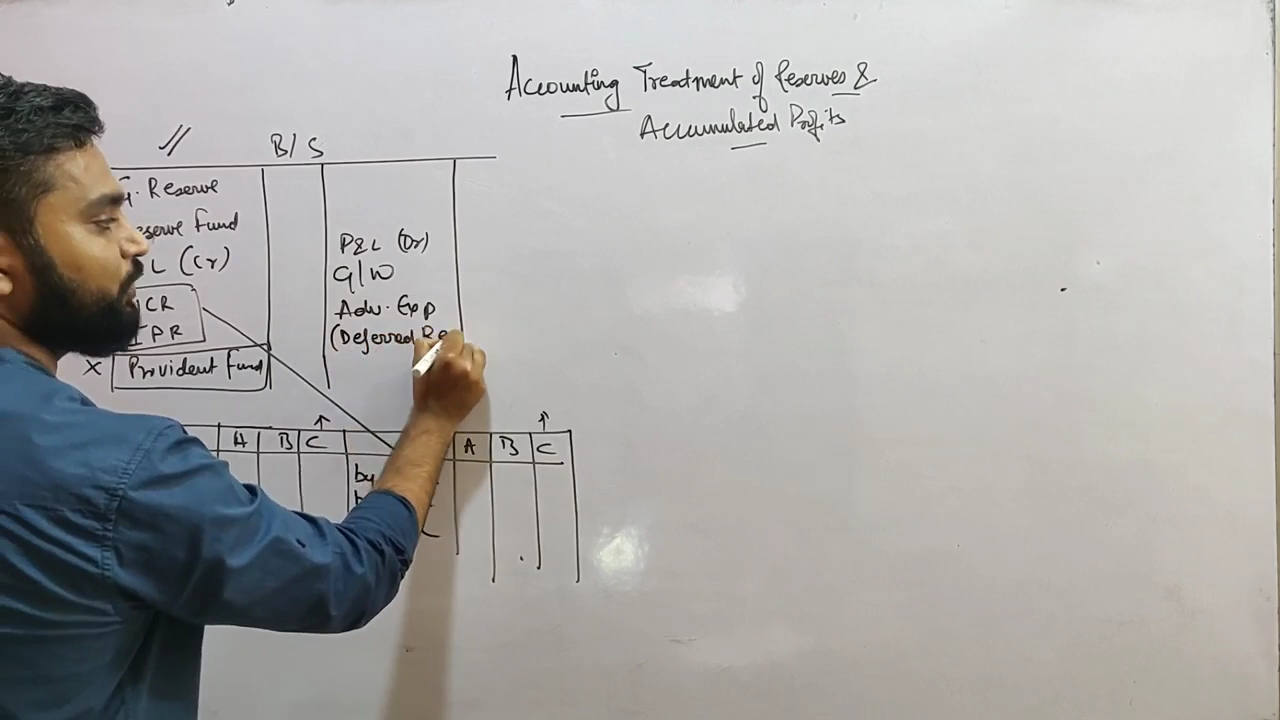 Accounting Treatment of Reserves &
Accumulated Profits
B/S
G. Reserve
Reserve Fund
L (Cr)
CR
IPR
X Provident Fund
P&L (Dr)
G/W
Adv. Exp
(Deferred Re
A B C
A B C
by